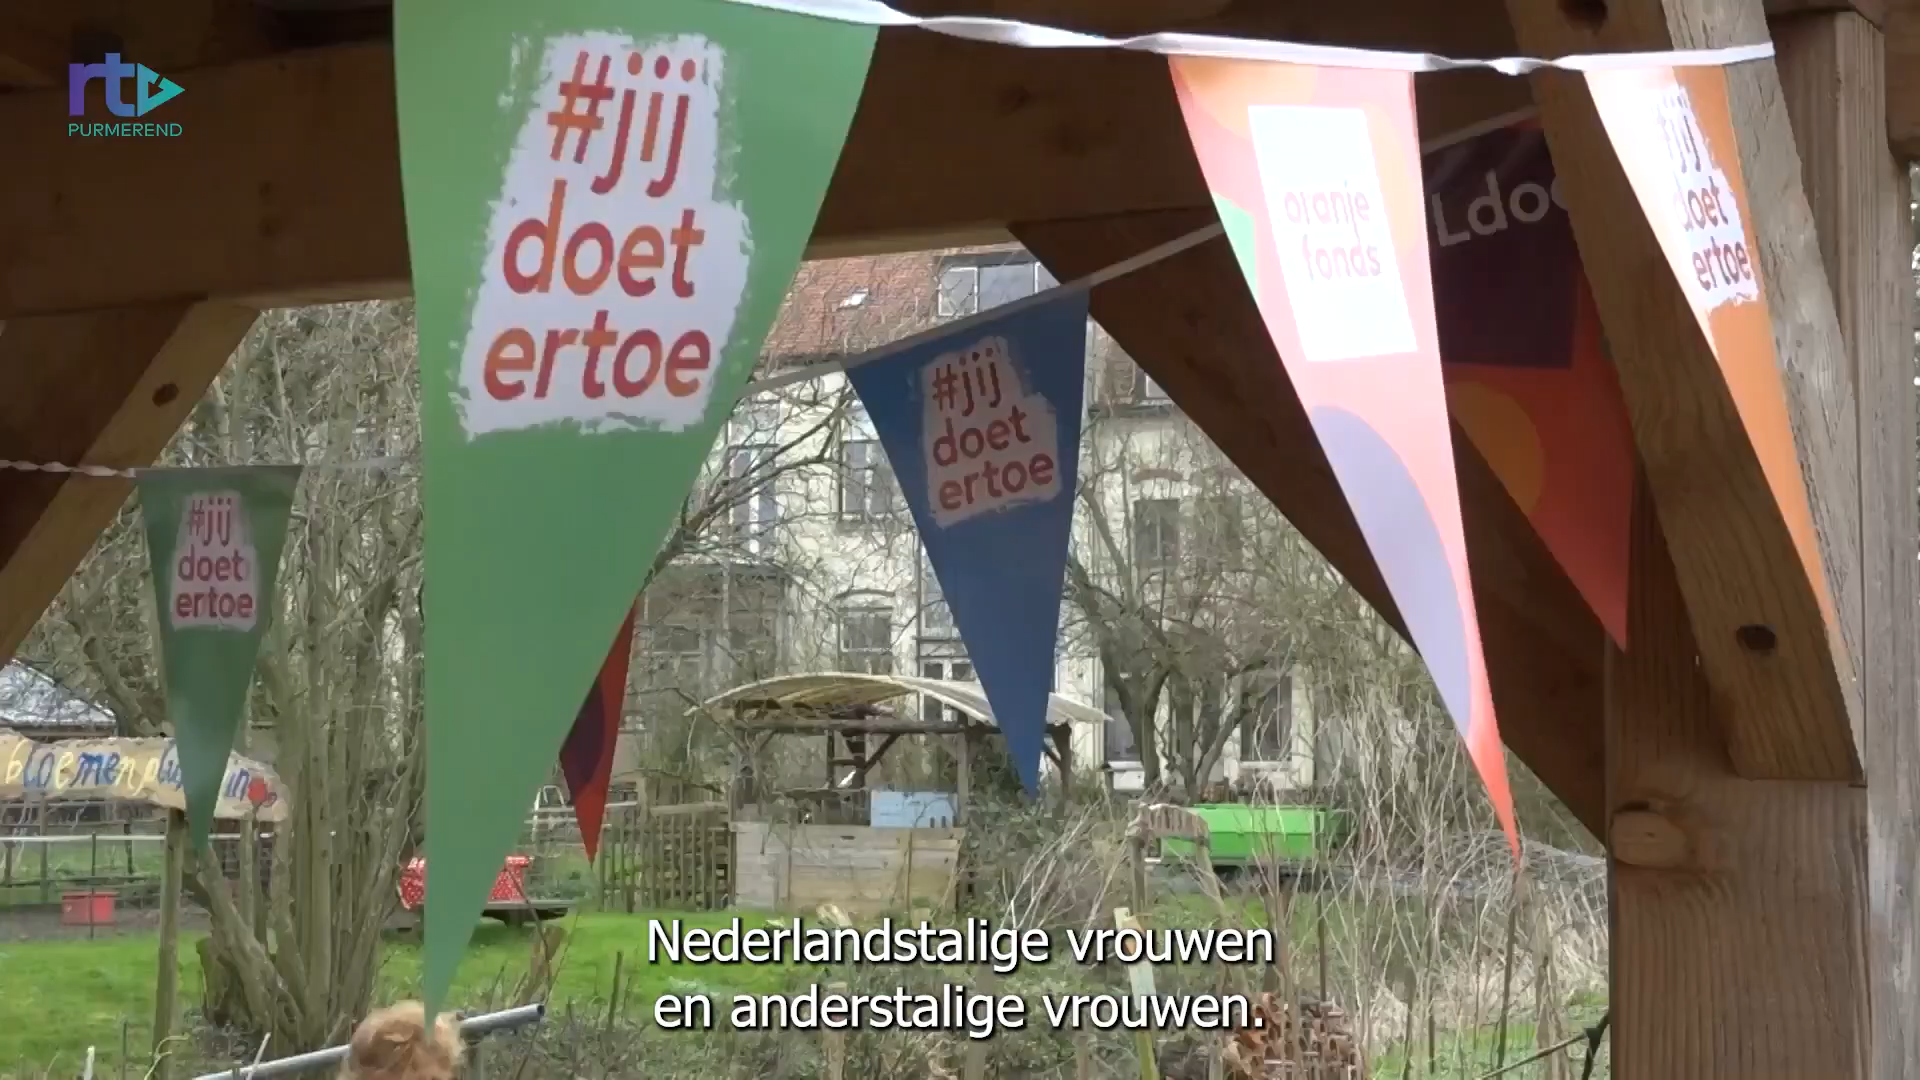 rtv
PURMEREND
#jij
doet
ertoe
oranje
fonds
#jij
doet
ertoe
#jij
doet
ertoe
#jij
doet
ertoe
Nederlandstalige vrouwen
en anderstalige vrouwen.